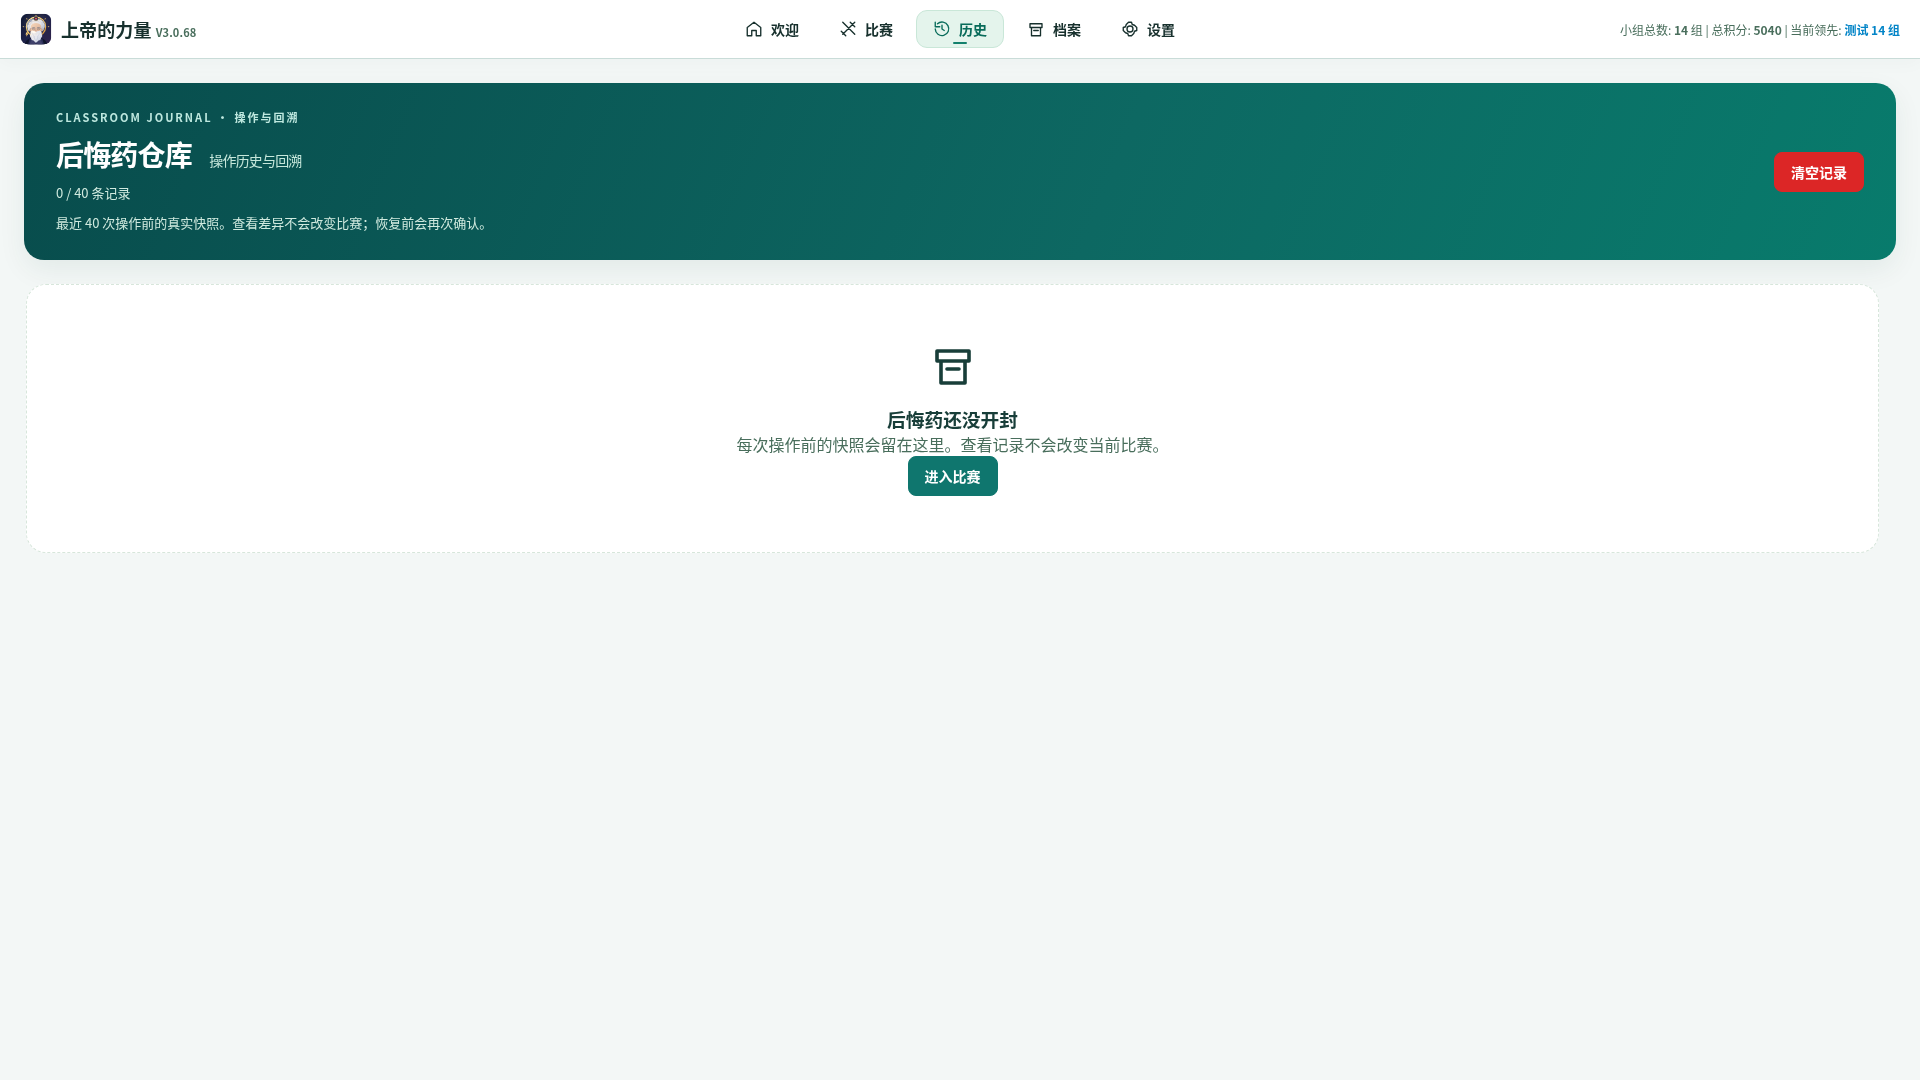 上帝的力量 V3.0.68
欢迎
比赛
历史
档案
设置
小组总数: 14 组 | 总积分: 5040 | 当前领先: 测试 14 组
CLASSROOM JOURNAL · 操作与回溯
后悔药仓库 操作历史与回溯
0 / 40 条记录
最近 40 次操作前的真实快照。查看差异不会改变比赛；恢复前会再次确认。
清空记录
后悔药还没开封
每次操作前的快照会留在这里。查看记录不会改变当前比赛。
进入比赛